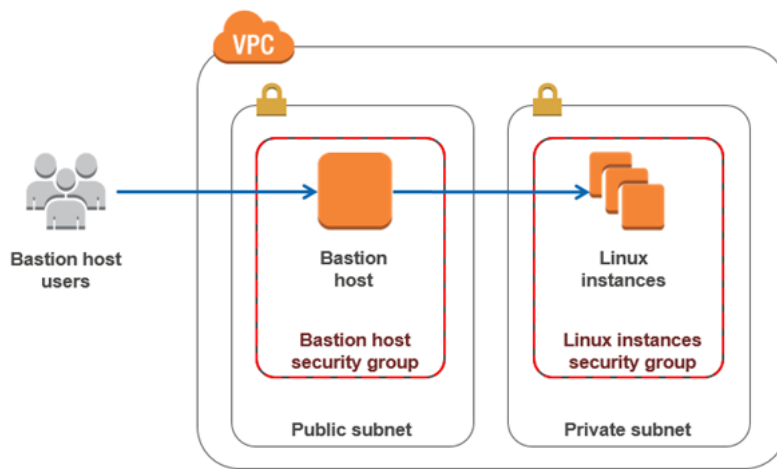 VPC
Bastion host
users
Bastion
host
Linux
instances
Bastion host
security group
Linux instances
security group
Public subnet
Private subnet